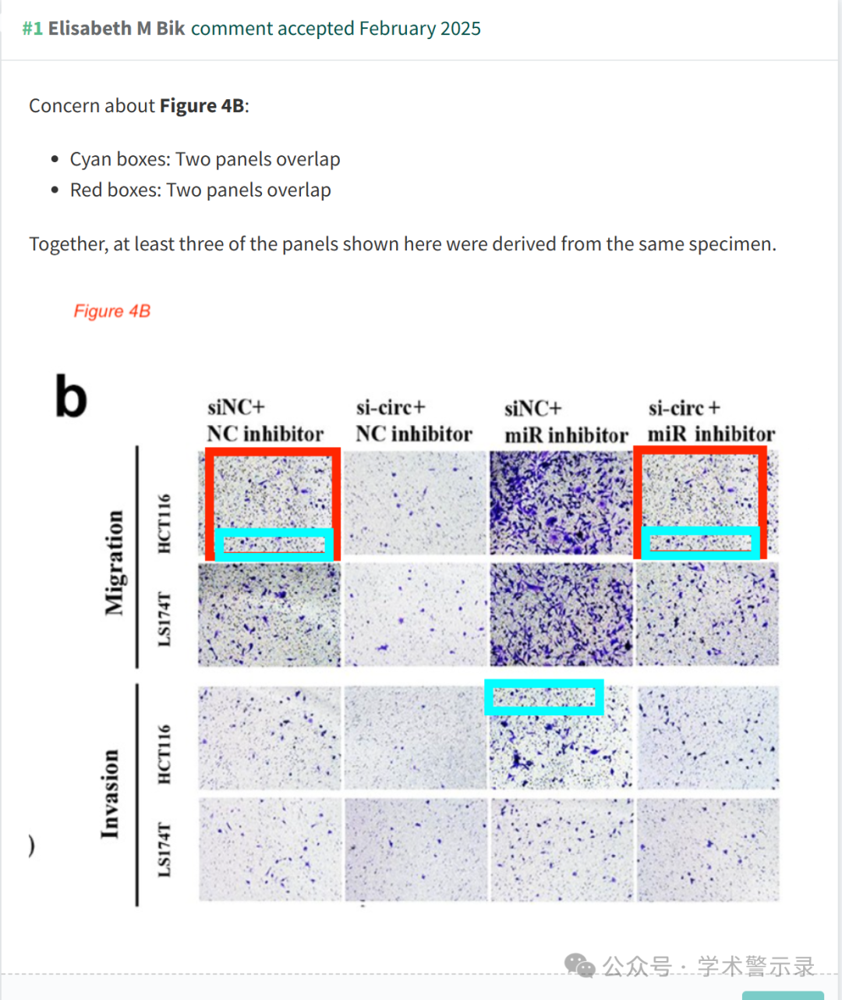 #1 Elisabeth M Bik comment accepted February 2025
Concern about Figure 4B:
• Cyan boxes: Two panels overlap
• Red boxes: Two panels overlap
Together, at least three of the panels shown here were derived from the same specimen.
Figure 4B
b
siNC+ NC inhibitor
si-circ+ NC inhibitor
siNC+ miR inhibitor
si-circ + miR inhibitor
Migration
HCT116
LS174T
Invasion
HCT116
LS174T
)
公众号 · 学术警示录